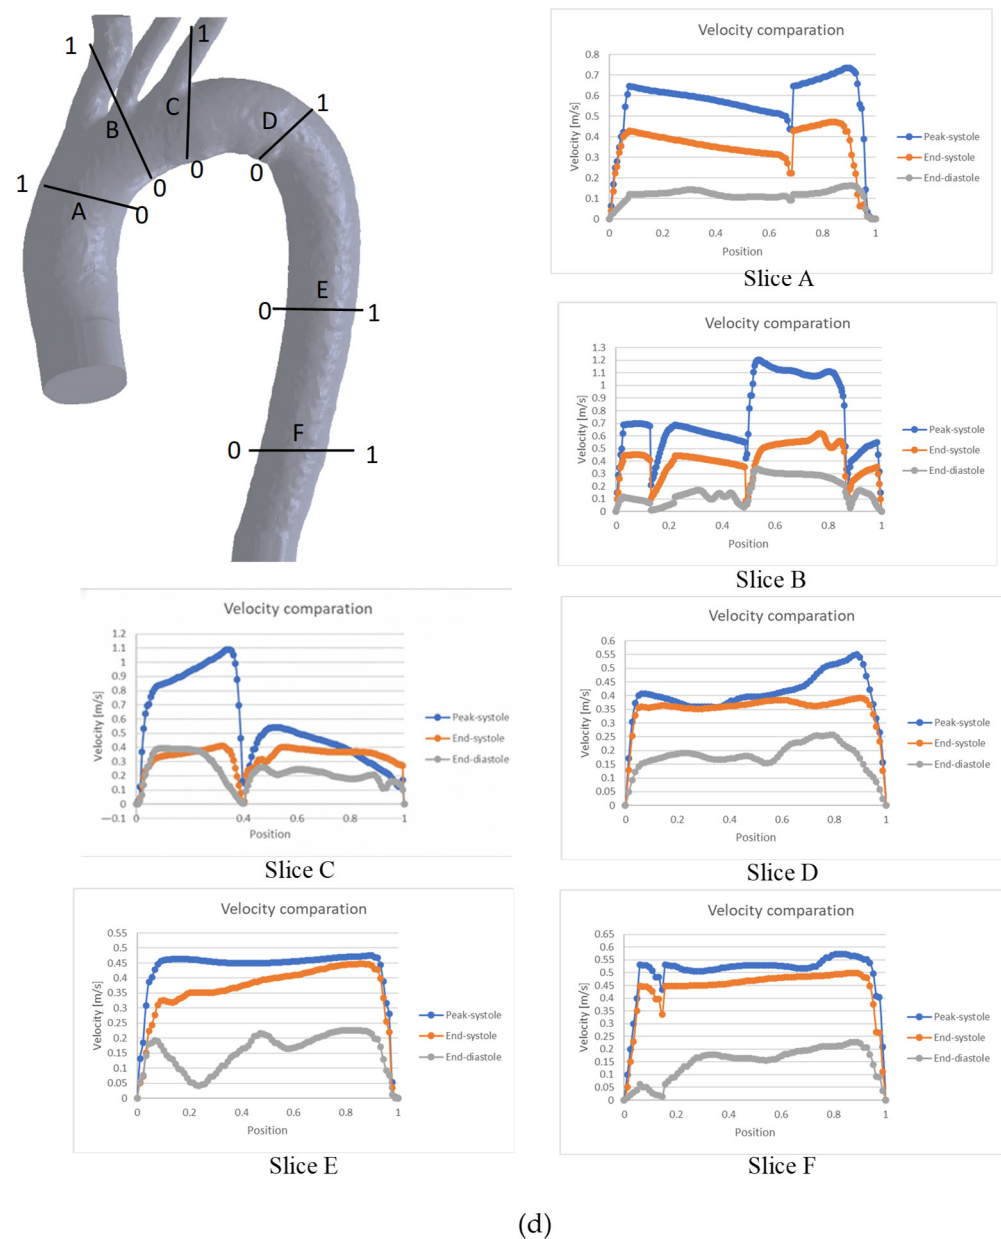 1
1
C
B
D
1
0
1
A
0
0
0
E
0
1
F
0
1
Velocity comparation
0.8
0.7
0.6
0.5
0.4
0.3
0.2
0.1
0
Velocity [m/s]
0 0.2 0.4 0.6 0.8 1
Position
Peak-systole
End-systole
End-diastole
Slice A
Velocity comparation
1.3
1.2
1.1
1
0.9
0.8
0.7
0.6
0.5
0.4
0.3
0.2
0.1
0
Velocity [m/s]
0 0.2 0.4 0.6 0.8 1
Position
Peak-systole
End-systole
End-diastole
Slice B
Velocity comparation
1.2
1.1
1
0.9
0.8
0.7
0.6
0.5
0.4
0.3
0.2
0.1
0
—0.1
Velocity [m/s]
0 0.2 0.4 0.6 0.8 1
Position
Peak-systole
End-systole
End-diastole
Slice C
Velocity comparation
0.6
0.55
0.5
0.45
0.4
0.35
0.3
0.25
0.2
0.15
0.1
0.05
0
Velocity [m/s]
0 0.2 0.4 0.6 0.8 1
Position
Peak-systole
End-systole
End-diastole
Slice D
Velocity comparation
0.55
0.5
0.45
0.4
0.35
0.3
0.25
0.2
0.15
0.1
0.05
0
Velocity [m/s]
0 0.2 0.4 0.6 0.8 1
Position
Peak-systole
End-systole
End-diastole
Slice E
Velocity comparation
0.65
0.6
0.55
0.5
0.45
0.4
0.35
0.3
0.25
0.2
0.15
0.1
0.05
0
Velocity [m/s]
0 0.2 0.4 0.6 0.8 1
Position
Peak-systole
End-systole
End-diastole
Slice F
(d)